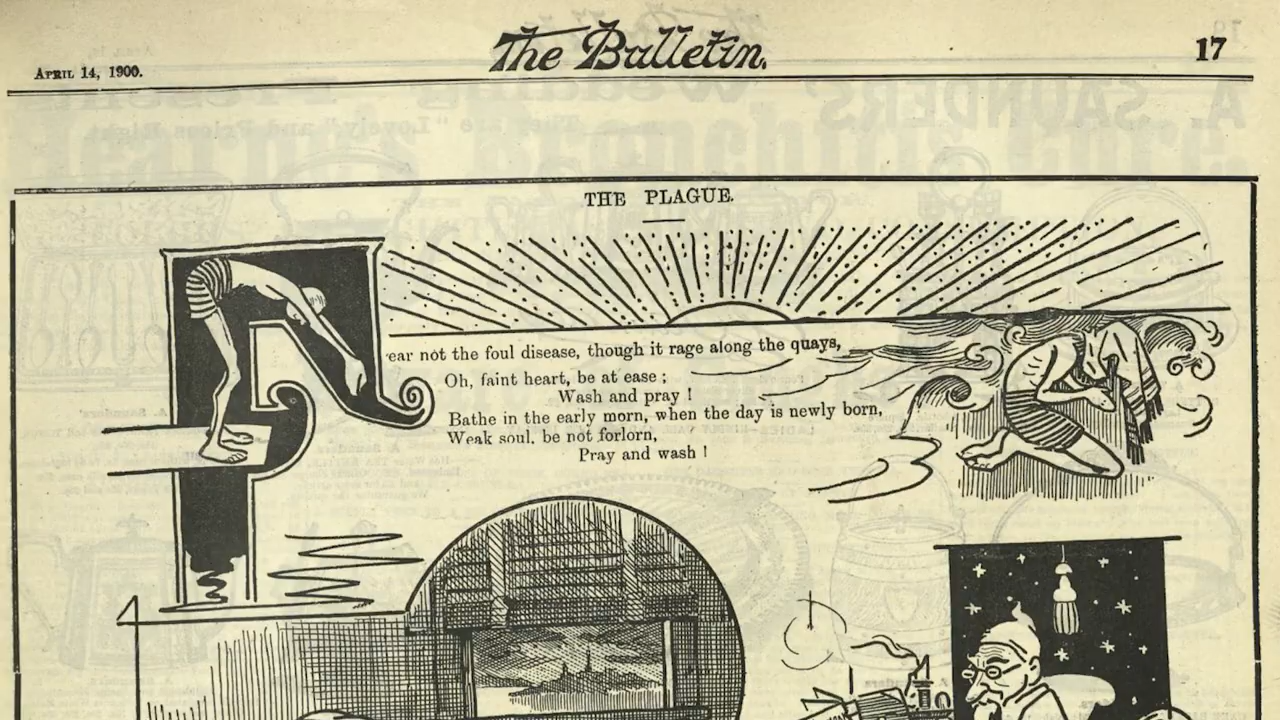 APRIL 14, 1900.
The Bulletin.
17
THE PLAGUE.
Fear not the foul disease, though it rage along the quays,
Oh, faint heart, be at ease ;
Wash and pray !
Bathe in the early morn, when the day is newly born,
Weak soul, be not forlorn,
Pray and wash !